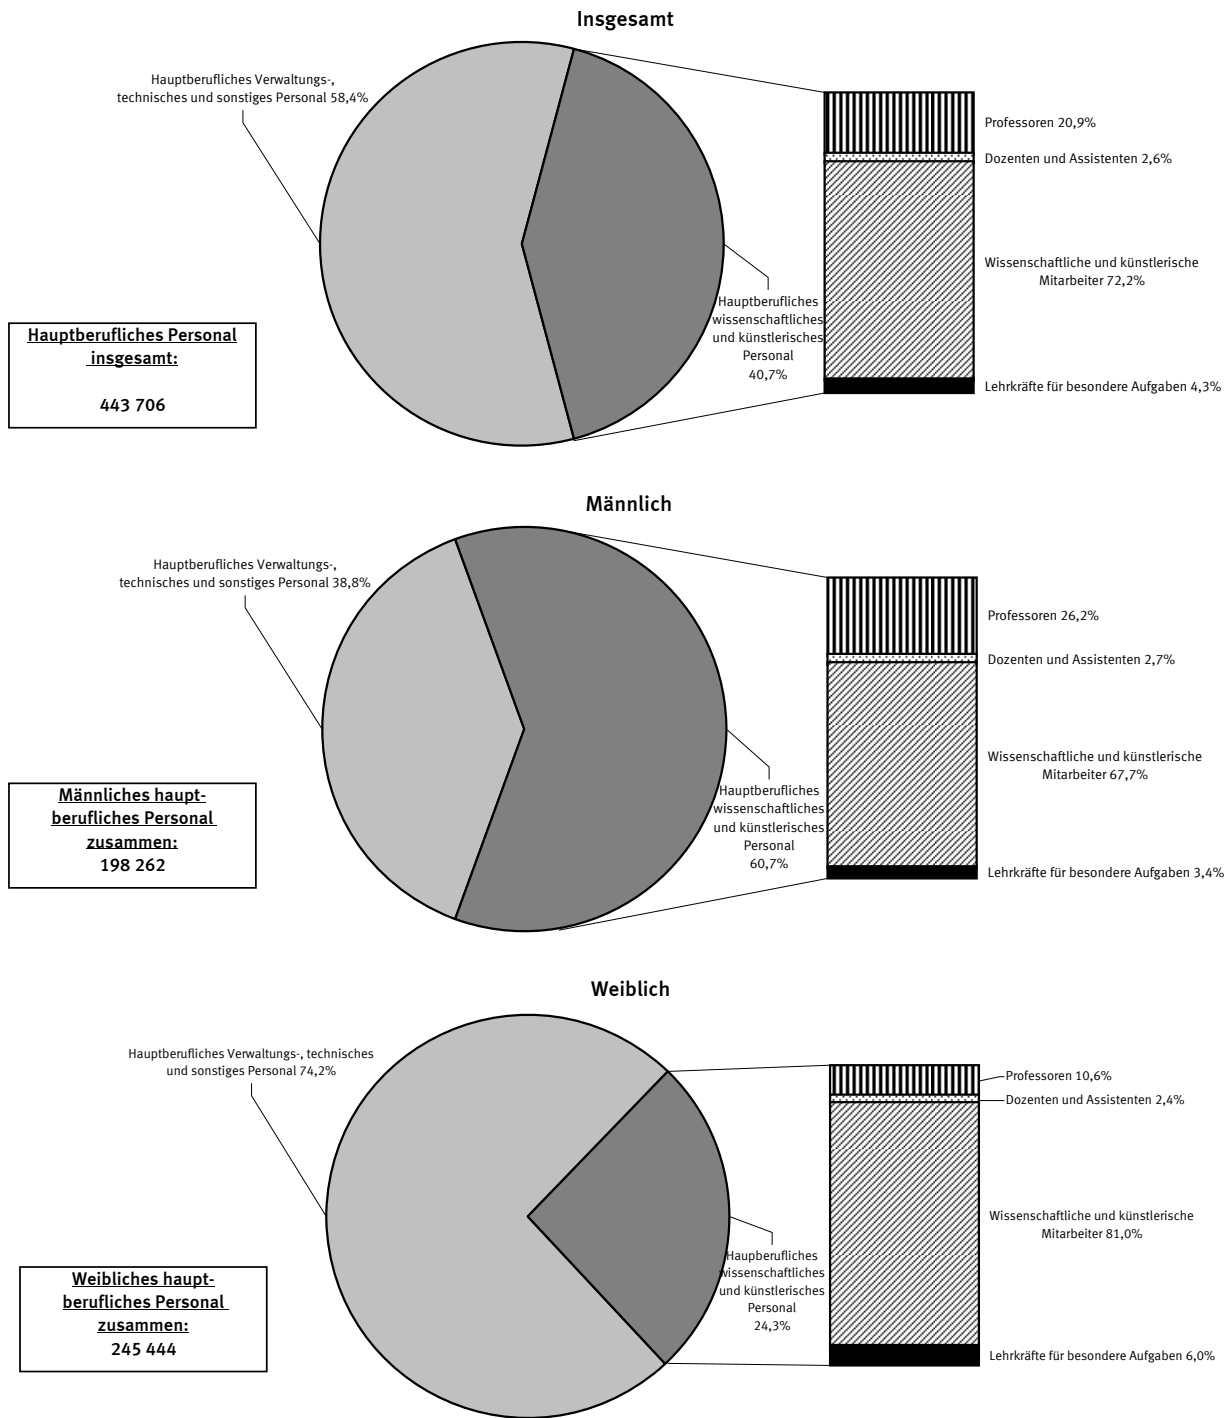 Insgesamt
Hauptberufliches Verwaltungs-,
technisches und sonstiges Personal 58,4%
Professoren 20,9%
Dozenten und Assistenten 2,6%
Wissenschaftliche und künstlerische
Mitarbeiter 72,2%
Hauptberufliches
wissenschaftliches
und künstlerisches
Personal
40,7%
Lehrkräfte für besondere Aufgaben 4,3%
Hauptberufliches Personal
insgesamt:
443 706
Männlich
Hauptberufliches Verwaltungs-,
technisches und sonstiges Personal 38,8%
Professoren 26,2%
Dozenten und Assistenten 2,7%
Wissenschaftliche und künstlerische
Mitarbeiter 67,7%
Hauptberufliches
wissenschaftliches
und künstlerisches
Personal
60,7%
Lehrkräfte für besondere Aufgaben 3,4%
Männliches haupt-
berufliches Personal
zusammen:
198 262
Weiblich
Hauptberufliches Verwaltungs-, technisches
und sonstiges Personal 74,2%
Professoren 10,6%
Dozenten und Assistenten 2,4%
Wissenschaftliche und künstlerische
Mitarbeiter 81,0%
Haupberufliches
wissenschaftliches
und künstlerisches
Personal
24,3%
Lehrkräfte für besondere Aufgaben 6,0%
Weibliches haupt-
berufliches Personal
zusammen:
245 444